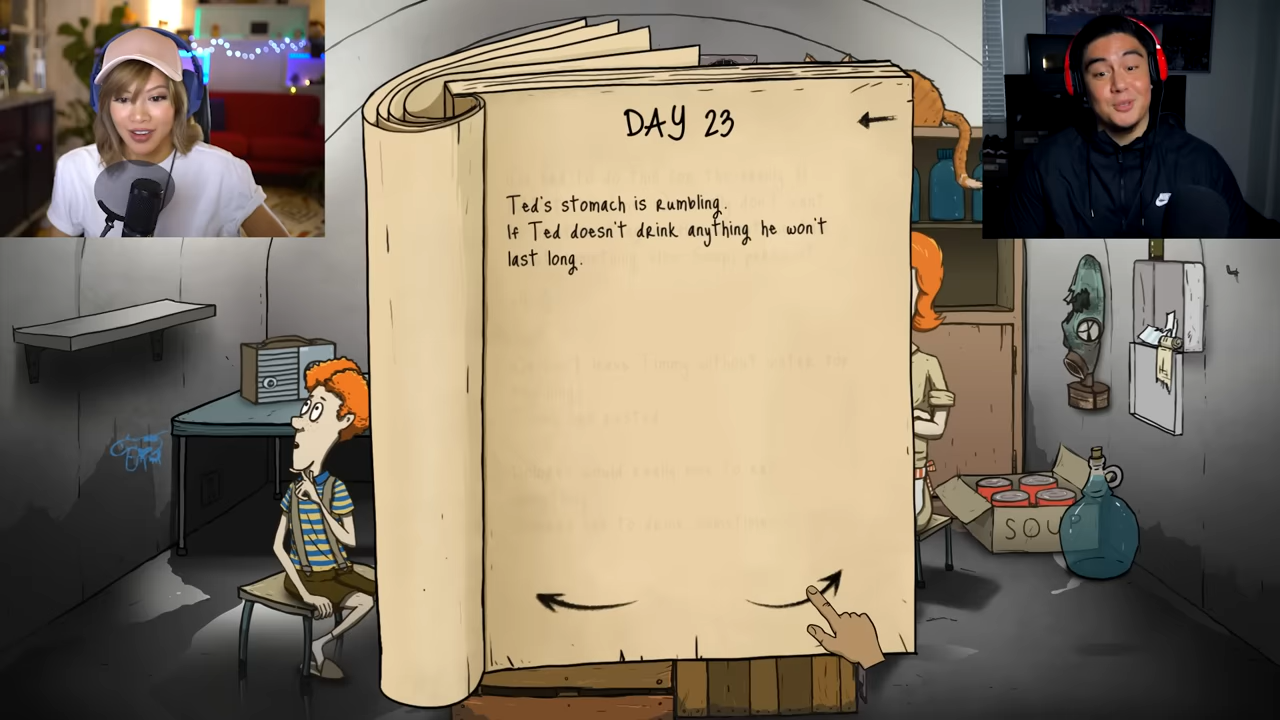 DAY 23
Ted's stomach is rumbling.
If Ted doesn't drink anything he won't
last long.
SOU